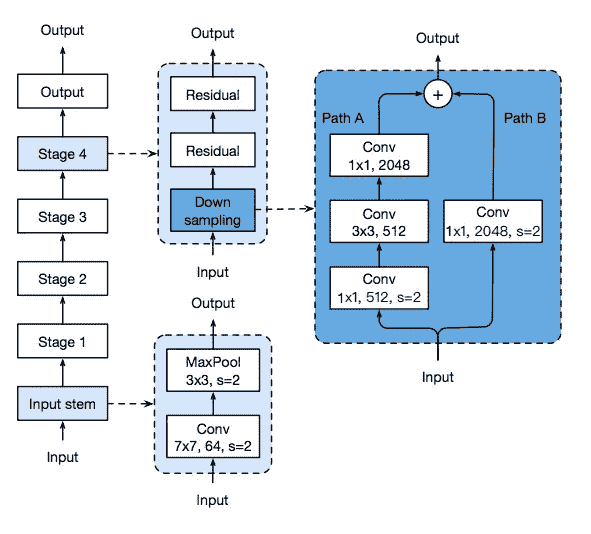 Output
Output
Stage 4
Stage 3
Stage 2
Stage 1
Input stem
Input
Output
Residual
Residual
Down
sampling
Input
Output
MaxPool
3x3, s=2
Conv
7x7, 64, s=2
Input
Output
+
Path A
Path B
Conv
1x1, 2048
Conv
3x3, 512
Conv
1x1, 2048, s=2
Conv
1x1, 512, s=2
Input